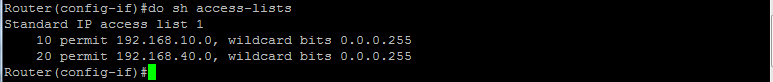 Router(config-if)#do sh access-lists
Standard IP access list 1
    10 permit 192.168.10.0, wildcard bits 0.0.0.255
    20 permit 192.168.40.0, wildcard bits 0.0.0.255
Router(config-if)#